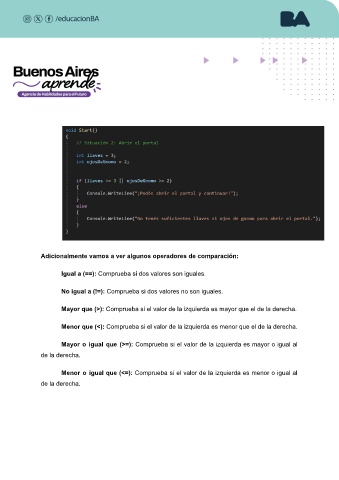 /educacionBA
BA
Buenos Aires
aprende
Agencia de Habilidades para el Futuro
void Start()
{
// Situación 2: Abrir el portal
int llaves = 3;
int ojosDeGnomo = 2;
if (llaves >= 3 || ojosDeGnomo >= 2)
{
Console.WriteLine("¡Podés abrir el portal y continuar!");
}
else
{
Console.WriteLine("No tenés suficientes llaves ni ojos de gnomo para abrir el portal.");
}
}
Adicionalmente vamos a ver algunos operadores de comparación:
Igual a (==): Comprueba si dos valores son iguales.
No igual a (!=): Comprueba si dos valores no son iguales.
Mayor que (>): Comprueba si el valor de la izquierda es mayor que el de la derecha.
Menor que (<): Comprueba si el valor de la izquierda es menor que el de la derecha.
Mayor o igual que (>=): Comprueba si el valor de la izquierda es mayor o igual al
de la derecha.
Menor o igual que (<=): Comprueba si el valor de la izquierda es menor o igual al
de la derecha.